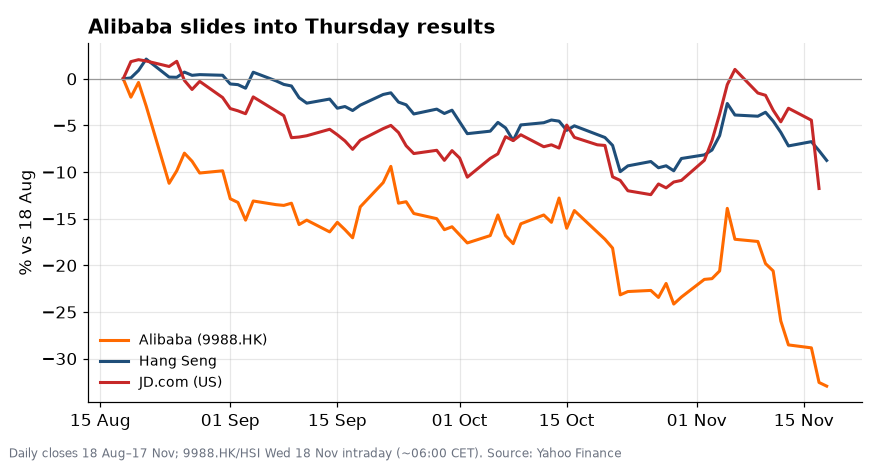 Alibaba slides into Thursday results
% vs 18 Aug
0
−5
−10
−15
−20
−25
−30
Alibaba (9988.HK)
Hang Seng
JD.com (US)
15 Aug 01 Sep 15 Sep 01 Oct 15 Oct 01 Nov 15 Nov
Daily closes 18 Aug–17 Nov; 9988.HK/HSI Wed 18 Nov intraday (~06:00 CET). Source: Yahoo Finance